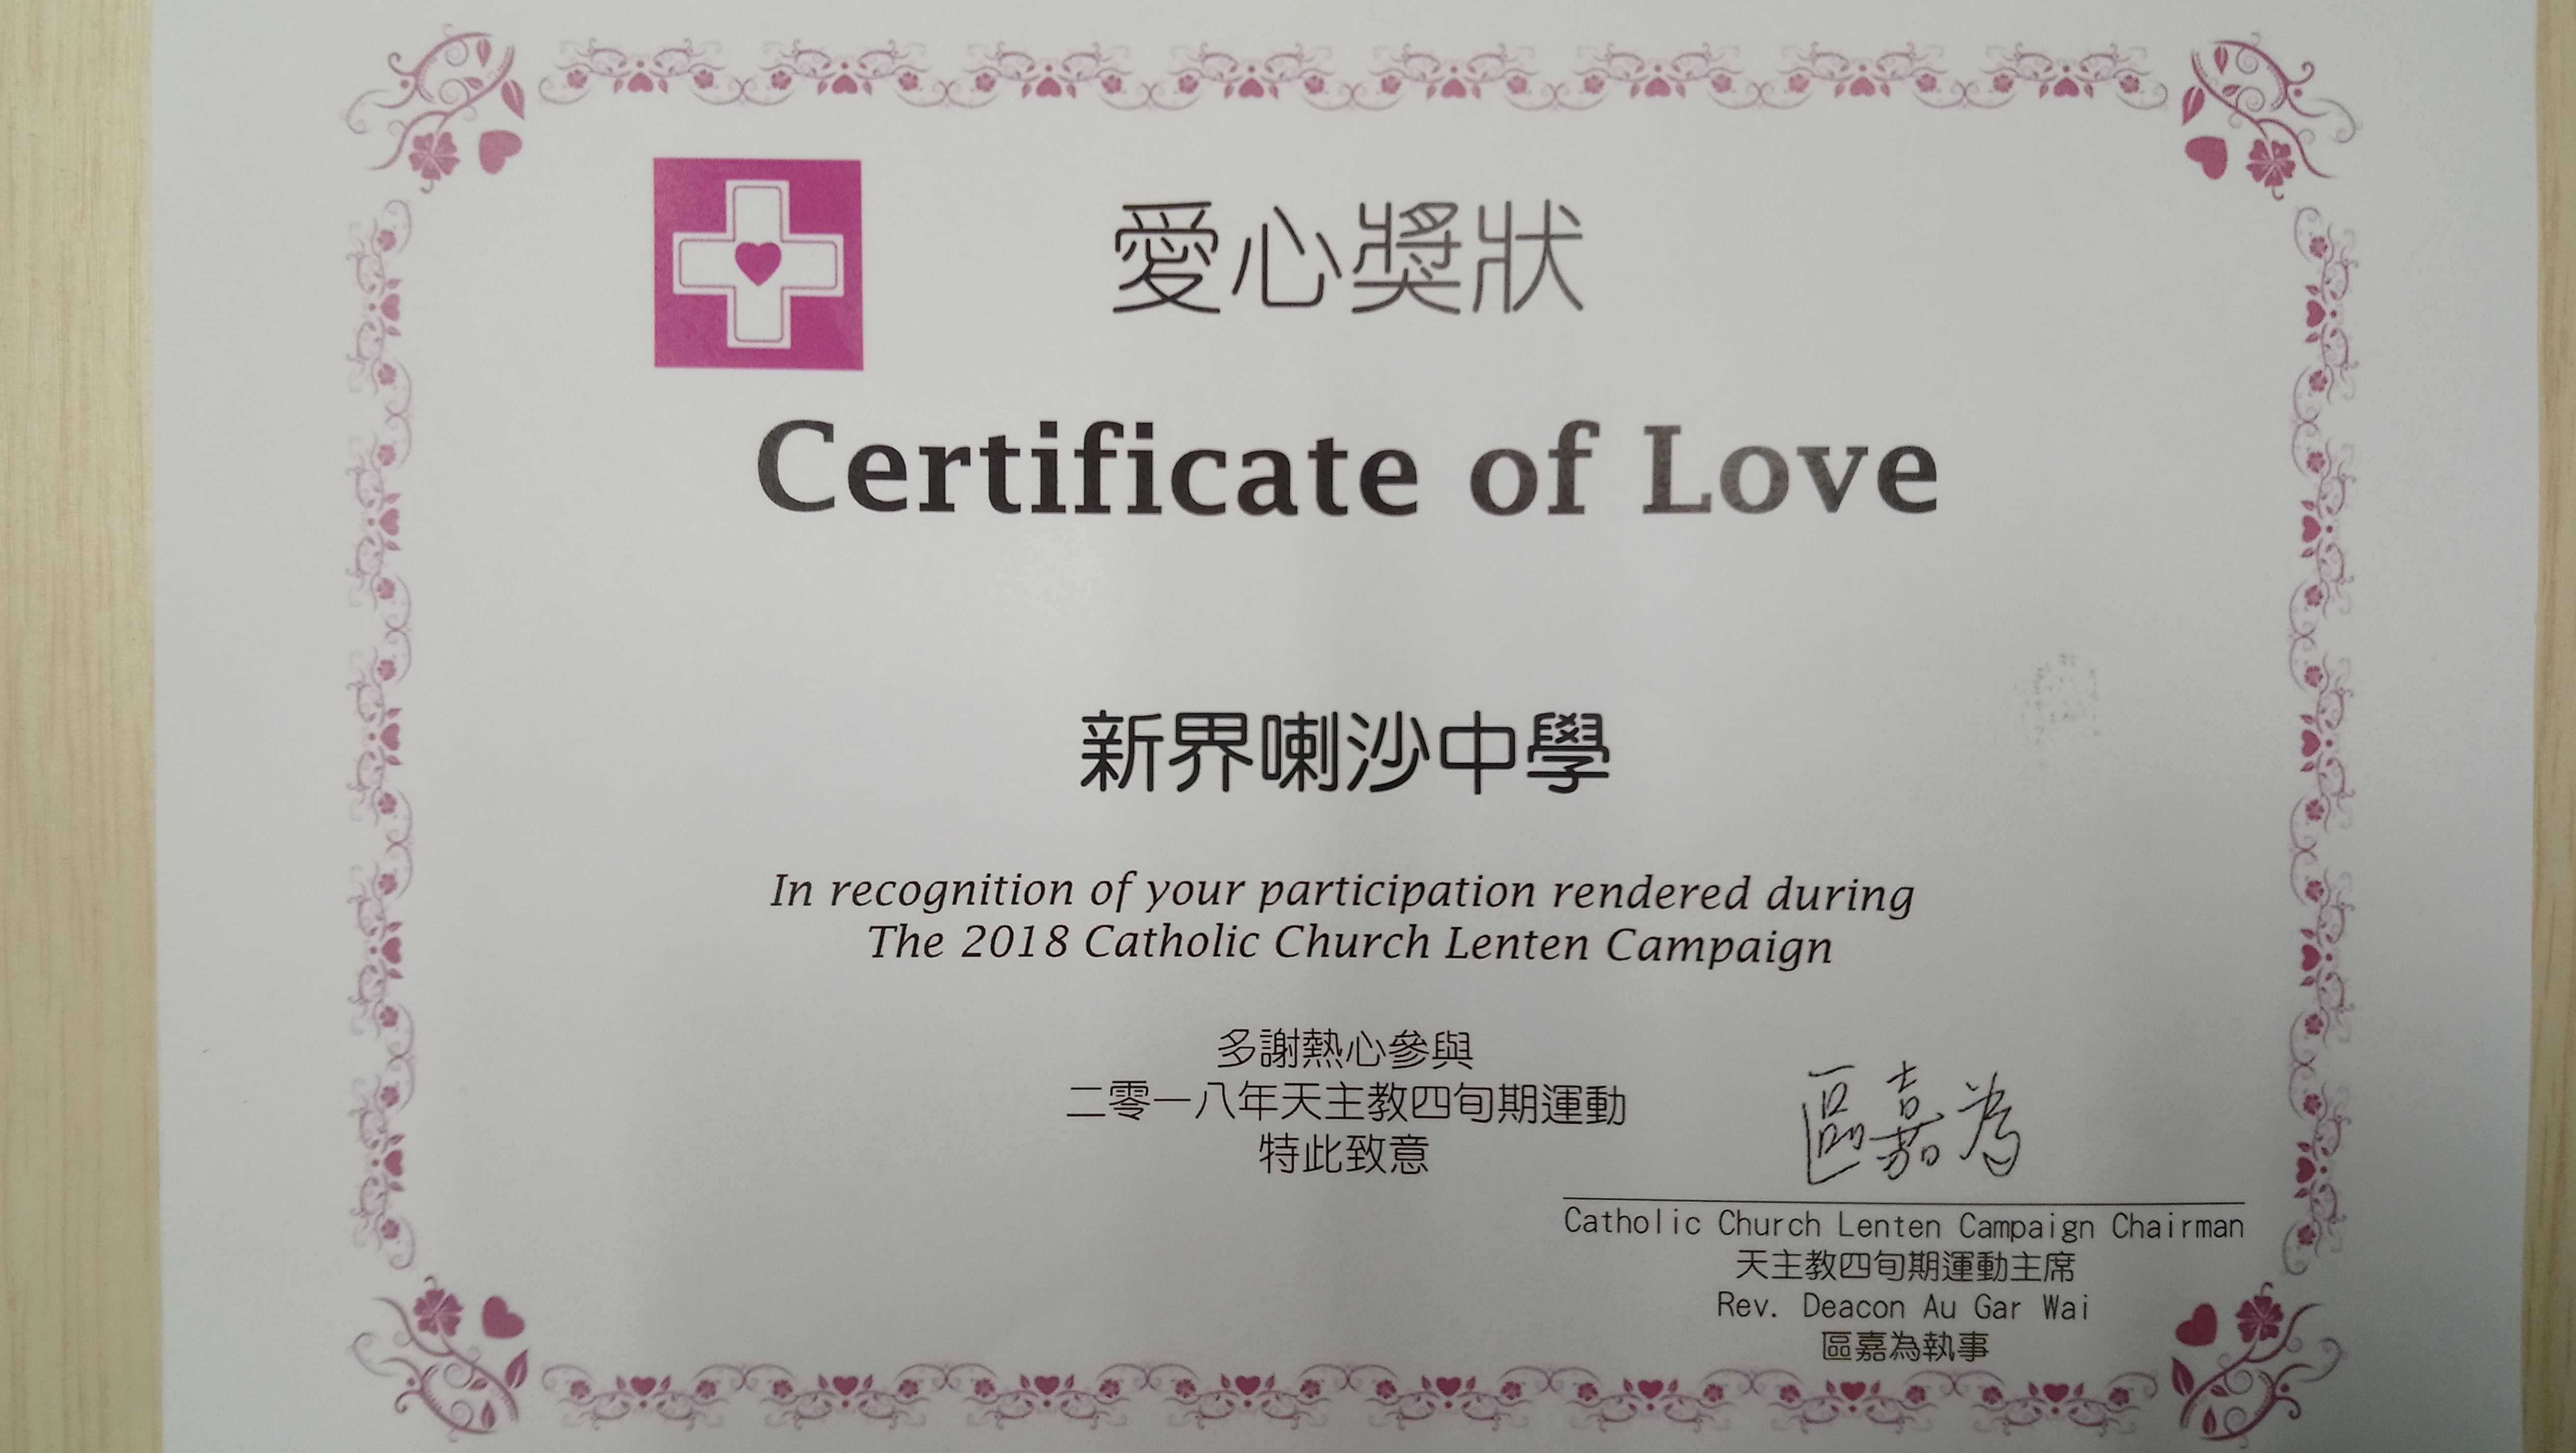 愛心獎狀
Certificate of Love
新界喇沙中學
In recognition of your participation rendered during
The 2018 Catholic Church Lenten Campaign
多謝熱心參與
二零一八年天主教四旬期運動
特此致意
區嘉為
Catholic Church Lenten Campaign Chairman
天主教四旬期運動主席
Rev. Deacon Au Gar Wai
區嘉為執事